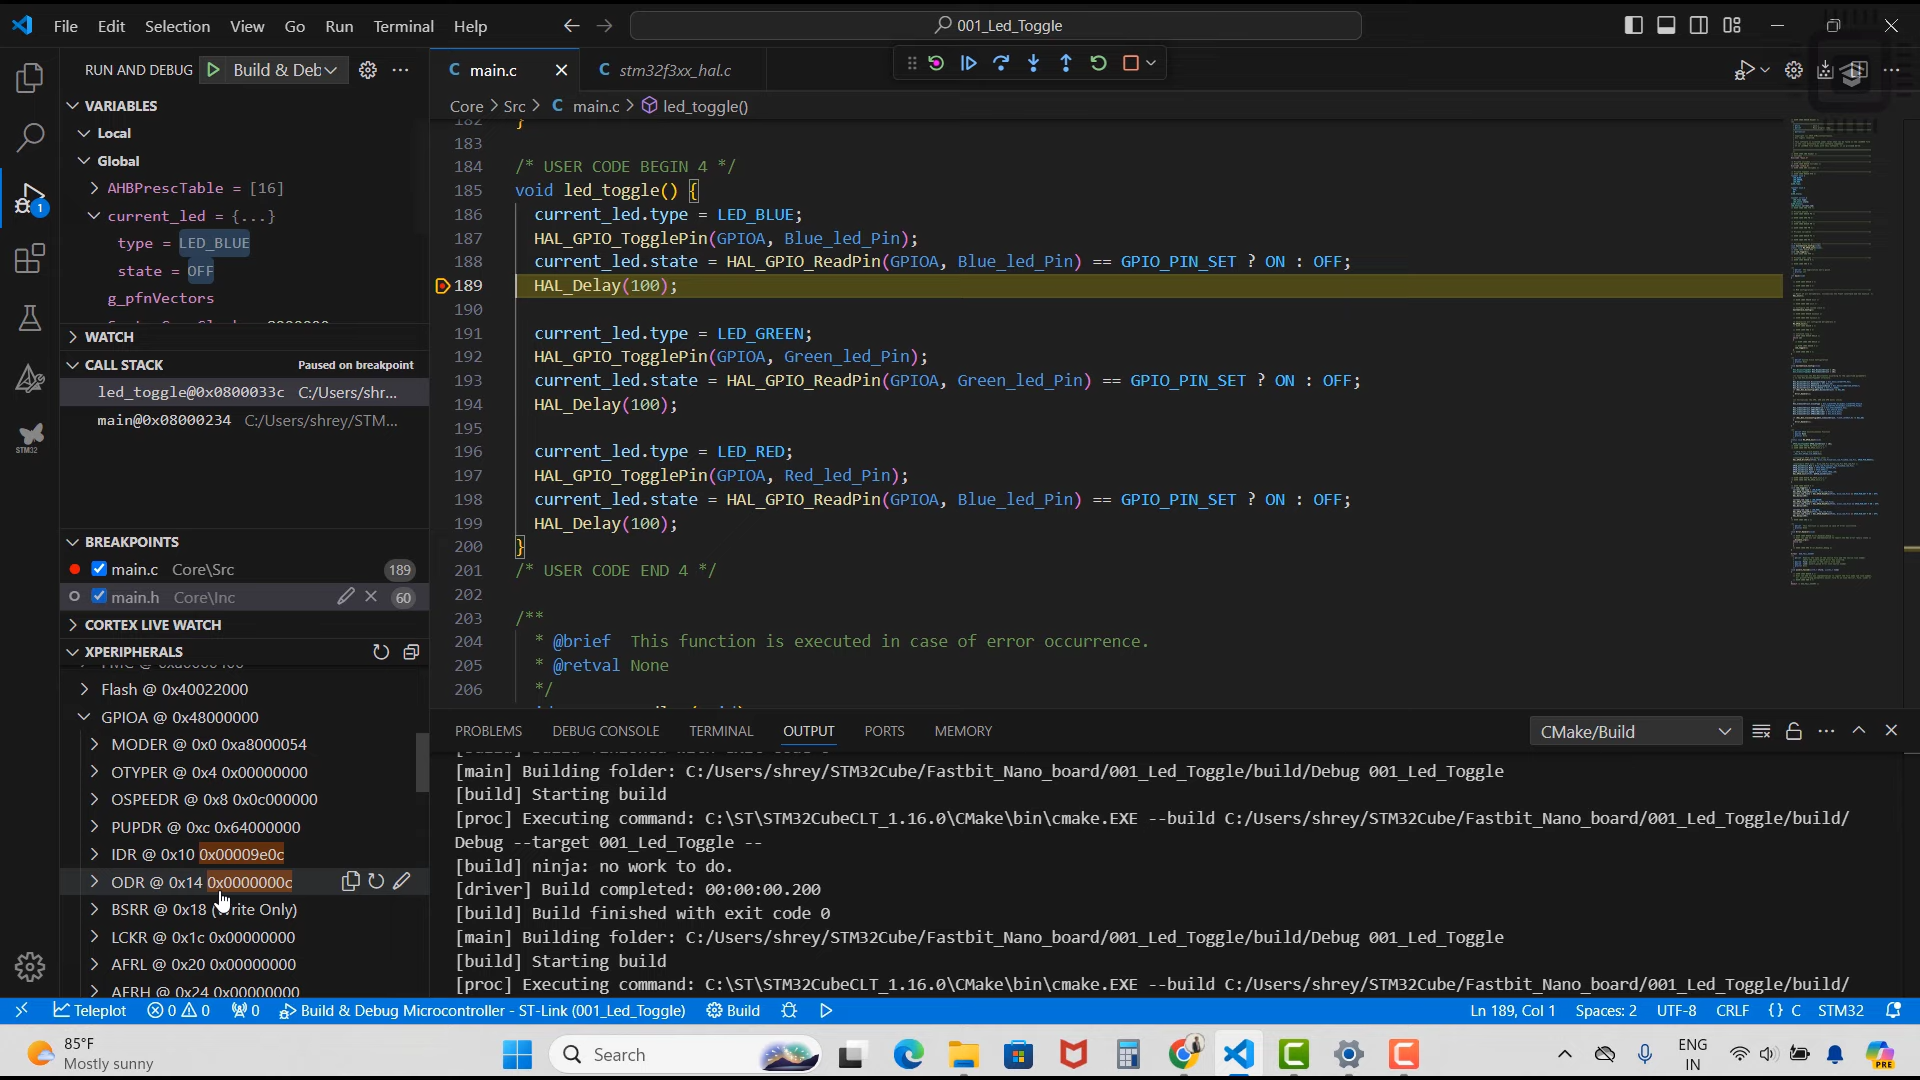 File Edit Selection View Go Run Terminal Help
001_Led_Toggle
RUN AND DEBUG
Build & Deb
main.c
stm32f3xx_hal.c
Core > Src > C main.c > led_toggle()
VARIABLES
Local
Global
AHBPrescTable = [16]
current_led = {...}
type = LED_BLUE
state = OFF
g_pfnVectors
WATCH
CALL STACK
Paused on breakpoint
led_toggle@0x0800033c C:/Users/shr...
main@0x08000234 C:/Users/shrey/STM...
BREAKPOINTS
main.c Core\Src 189
main.h Core\Inc 60
CORTEX LIVE WATCH
XPERIPHERALS
Flash @ 0x40022000
GPIOA @ 0x48000000
MODER @ 0x0 0xa8000054
OTYPER @ 0x4 0x00000000
OSPEEDR @ 0x8 0x0c000000
PUPDR @ 0xc 0x64000000
IDR @ 0x10 0x00009e0c
ODR @ 0x14 0x0000000c
BSRR @ 0x18 (Write Only)
LCKR @ 0x1c 0x00000000
AFRL @ 0x20 0x00000000
AFRH @ 0x24 0x00000000
1
STM32
182 }
183
184 /* USER CODE BEGIN 4 */
185 void led_toggle() {
186 current_led.type = LED_BLUE;
187 HAL_GPIO_TogglePin(GPIOA, Blue_led_Pin);
188 current_led.state = HAL_GPIO_ReadPin(GPIOA, Blue_led_Pin) == GPIO_PIN_SET ? ON : OFF;
189 HAL_Delay(100);
190
191 current_led.type = LED_GREEN;
192 HAL_GPIO_TogglePin(GPIOA, Green_led_Pin);
193 current_led.state = HAL_GPIO_ReadPin(GPIOA, Green_led_Pin) == GPIO_PIN_SET ? ON : OFF;
194 HAL_Delay(100);
195
196 current_led.type = LED_RED;
197 HAL_GPIO_TogglePin(GPIOA, Red_led_Pin);
198 current_led.state = HAL_GPIO_ReadPin(GPIOA, Blue_led_Pin) == GPIO_PIN_SET ? ON : OFF;
199 HAL_Delay(100);
200 }
201 /* USER CODE END 4 */
202
203 /**
204 * @brief This function is executed in case of error occurrence.
205 * @retval None
206 */
PROBLEMS DEBUG CONSOLE TERMINAL OUTPUT PORTS MEMORY
CMake/Build
[main] Building folder: C:/Users/shrey/STM32Cube/Fastbit_Nano_board/001_Led_Toggle/build/Debug 001_Led_Toggle
[build] Starting build
[proc] Executing command: C:\ST\STM32CubeCLT_1.16.0\CMake\bin\cmake.EXE --build C:/Users/shrey/STM32Cube/Fastbit_Nano_board/001_Led_Toggle/build/
Debug --target 001_Led_Toggle --
[build] ninja: no work to do.
[driver] Build completed: 00:00:00.200
[build] Build finished with exit code 0
[main] Building folder: C:/Users/shrey/STM32Cube/Fastbit_Nano_board/001_Led_Toggle/build/Debug 001_Led_Toggle
[build] Starting build
[proc] Executing command: C:\ST\STM32CubeCLT_1.16.0\CMake\bin\cmake.EXE --build C:/Users/shrey/STM32Cube/Fastbit_Nano_board/001_Led_Toggle/build/
Teleplot 0 0 0 Build & Debug Microcontroller - ST-Link (001_Led_Toggle) Build
Ln 189, Col 1 Spaces: 2 UTF-8 CRLF {} C STM32
85°F
Mostly sunny
Search
ENG
IN
PRE